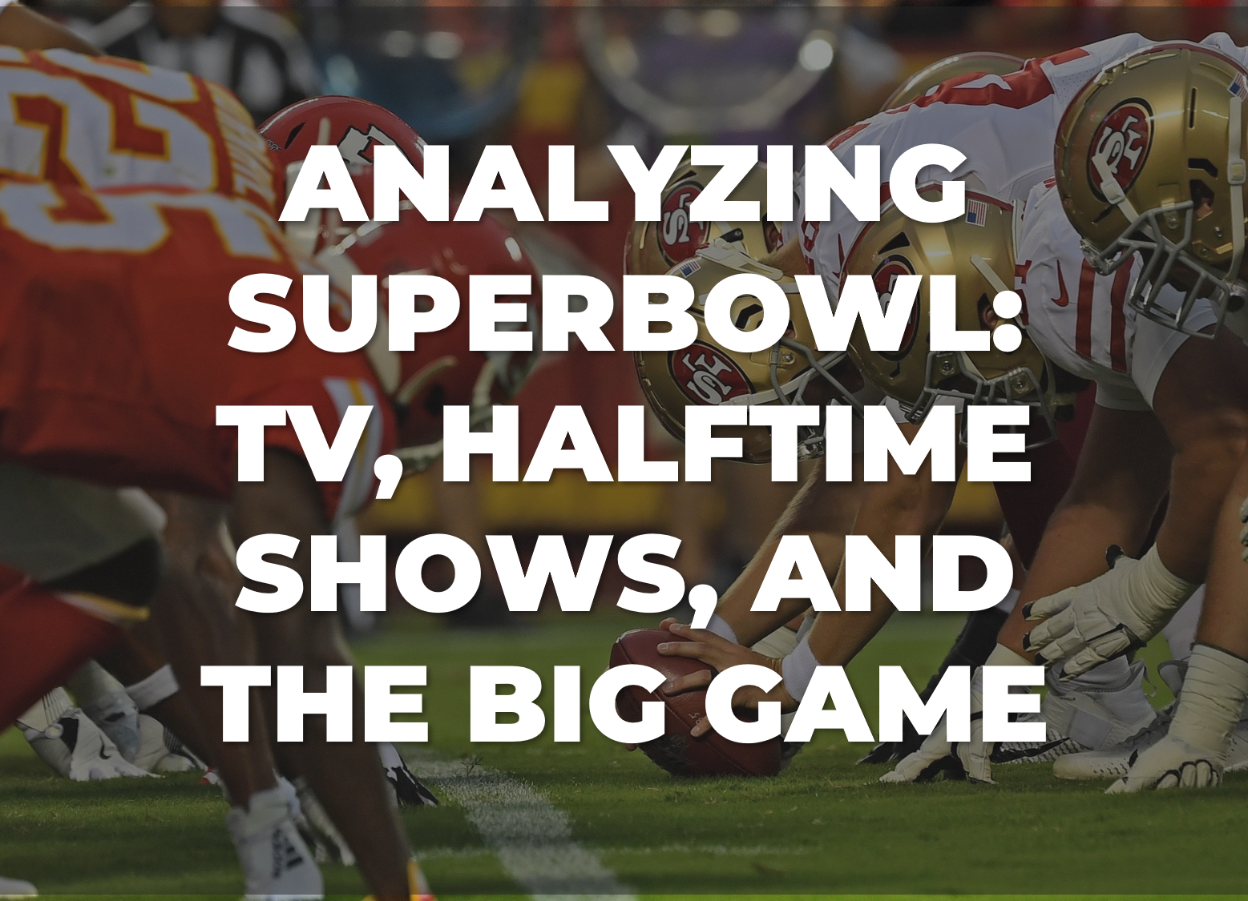 ANALYZING
SUPERBOWL:
TV, HALFTIME
SHOWS, AND
THE BIG GAME